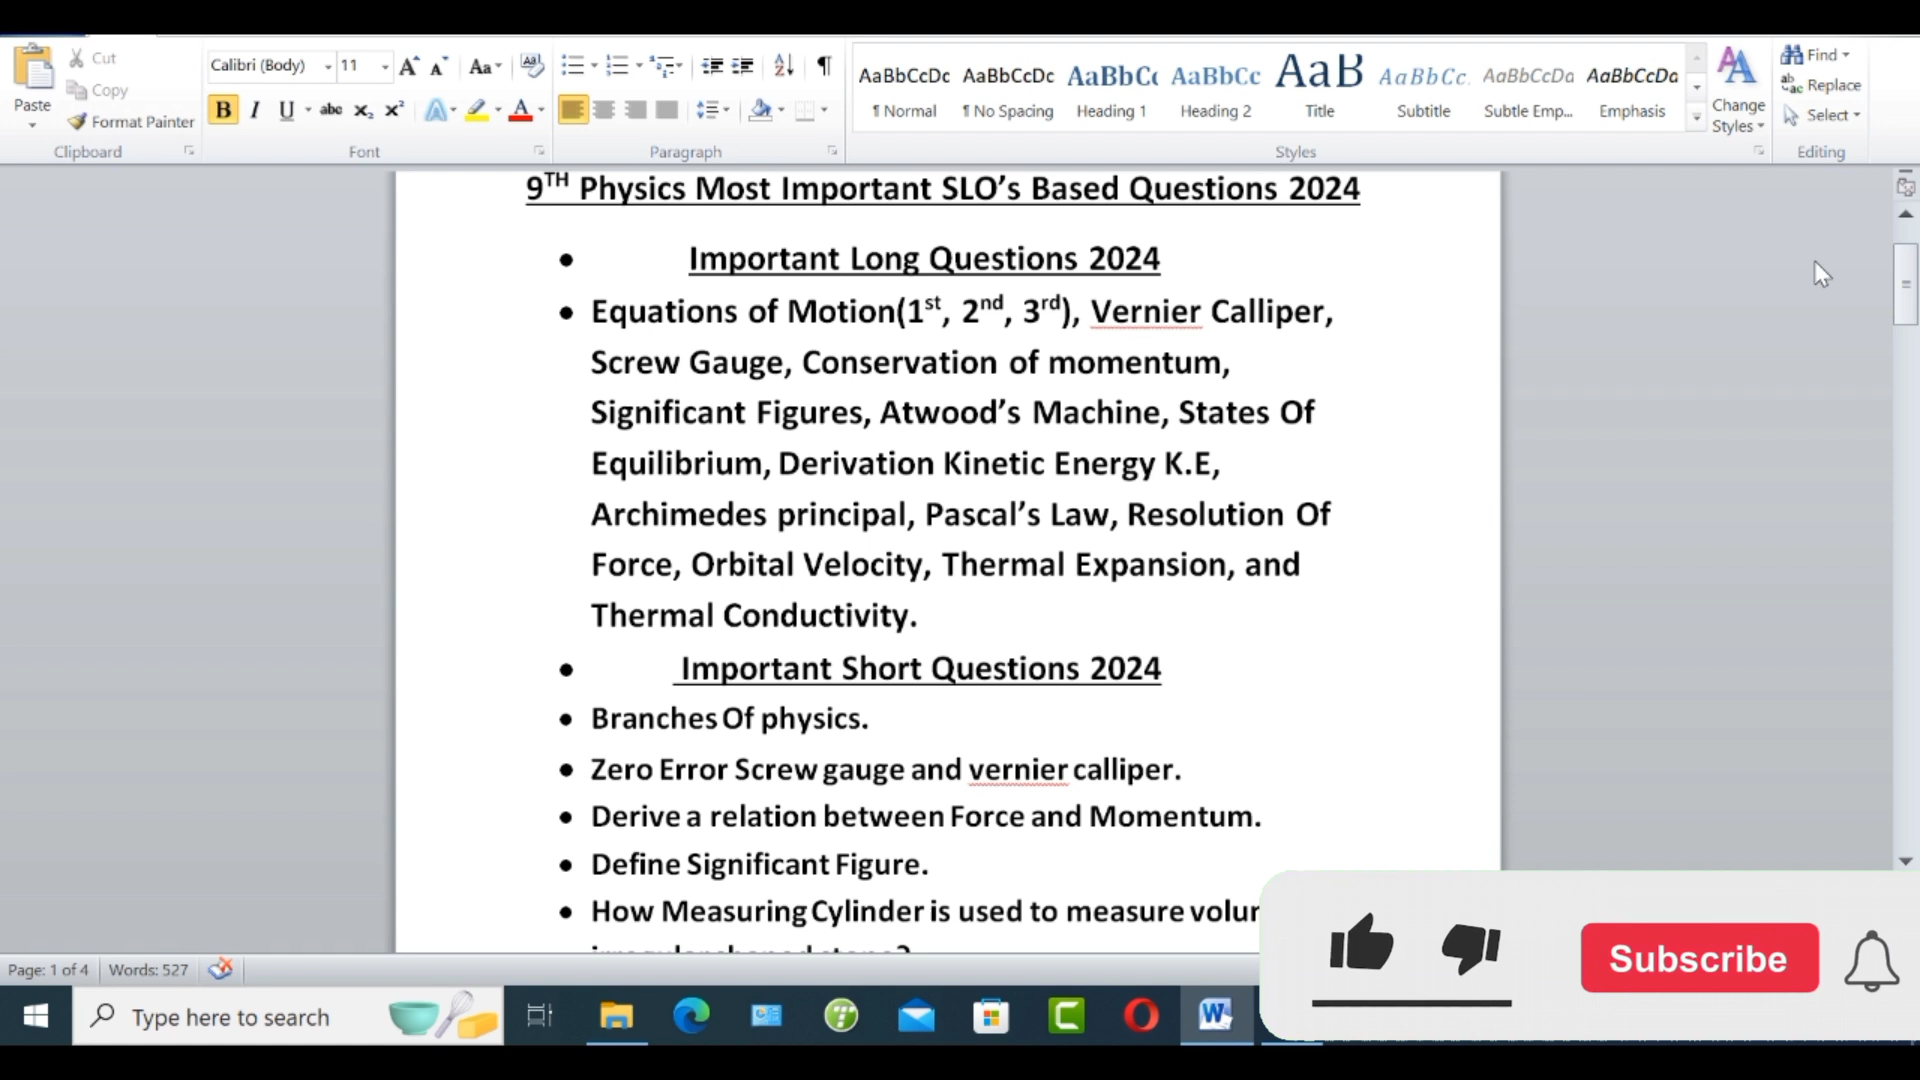 Cut
Calibri (Body)
11
Aa
Copy
Paste
Format Painter
B I U abc x₂ x²
Clipboard
Font
Paragraph
AaBbCcDc AaBbCcDc AaBbCc AaBbCc AaB AaBbCc. AaBbCcDa AaBbCcDa
¶ Normal ¶ No Spacing Heading 1 Heading 2 Title Subtitle Subtle Emp... Emphasis
Change
Styles
Styles
Find
Replace
Select
Editing
9TH Physics Most Important SLO’s Based Questions 2024
• Important Long Questions 2024
• Equations of Motion(1st, 2nd, 3rd), Vernier Calliper,
Screw Gauge, Conservation of momentum,
Significant Figures, Atwood’s Machine, States Of
Equilibrium, Derivation Kinetic Energy K.E,
Archimedes principal, Pascal’s Law, Resolution Of
Force, Orbital Velocity, Thermal Expansion, and
Thermal Conductivity.
• Important Short Questions 2024
• Branches Of physics.
• Zero Error Screw gauge and vernier calliper.
• Derive a relation between Force and Momentum.
• Define Significant Figure.
• How Measuring Cylinder is used to measure
Page: 1 of 4 Words: 527
Subscribe
Type here to search